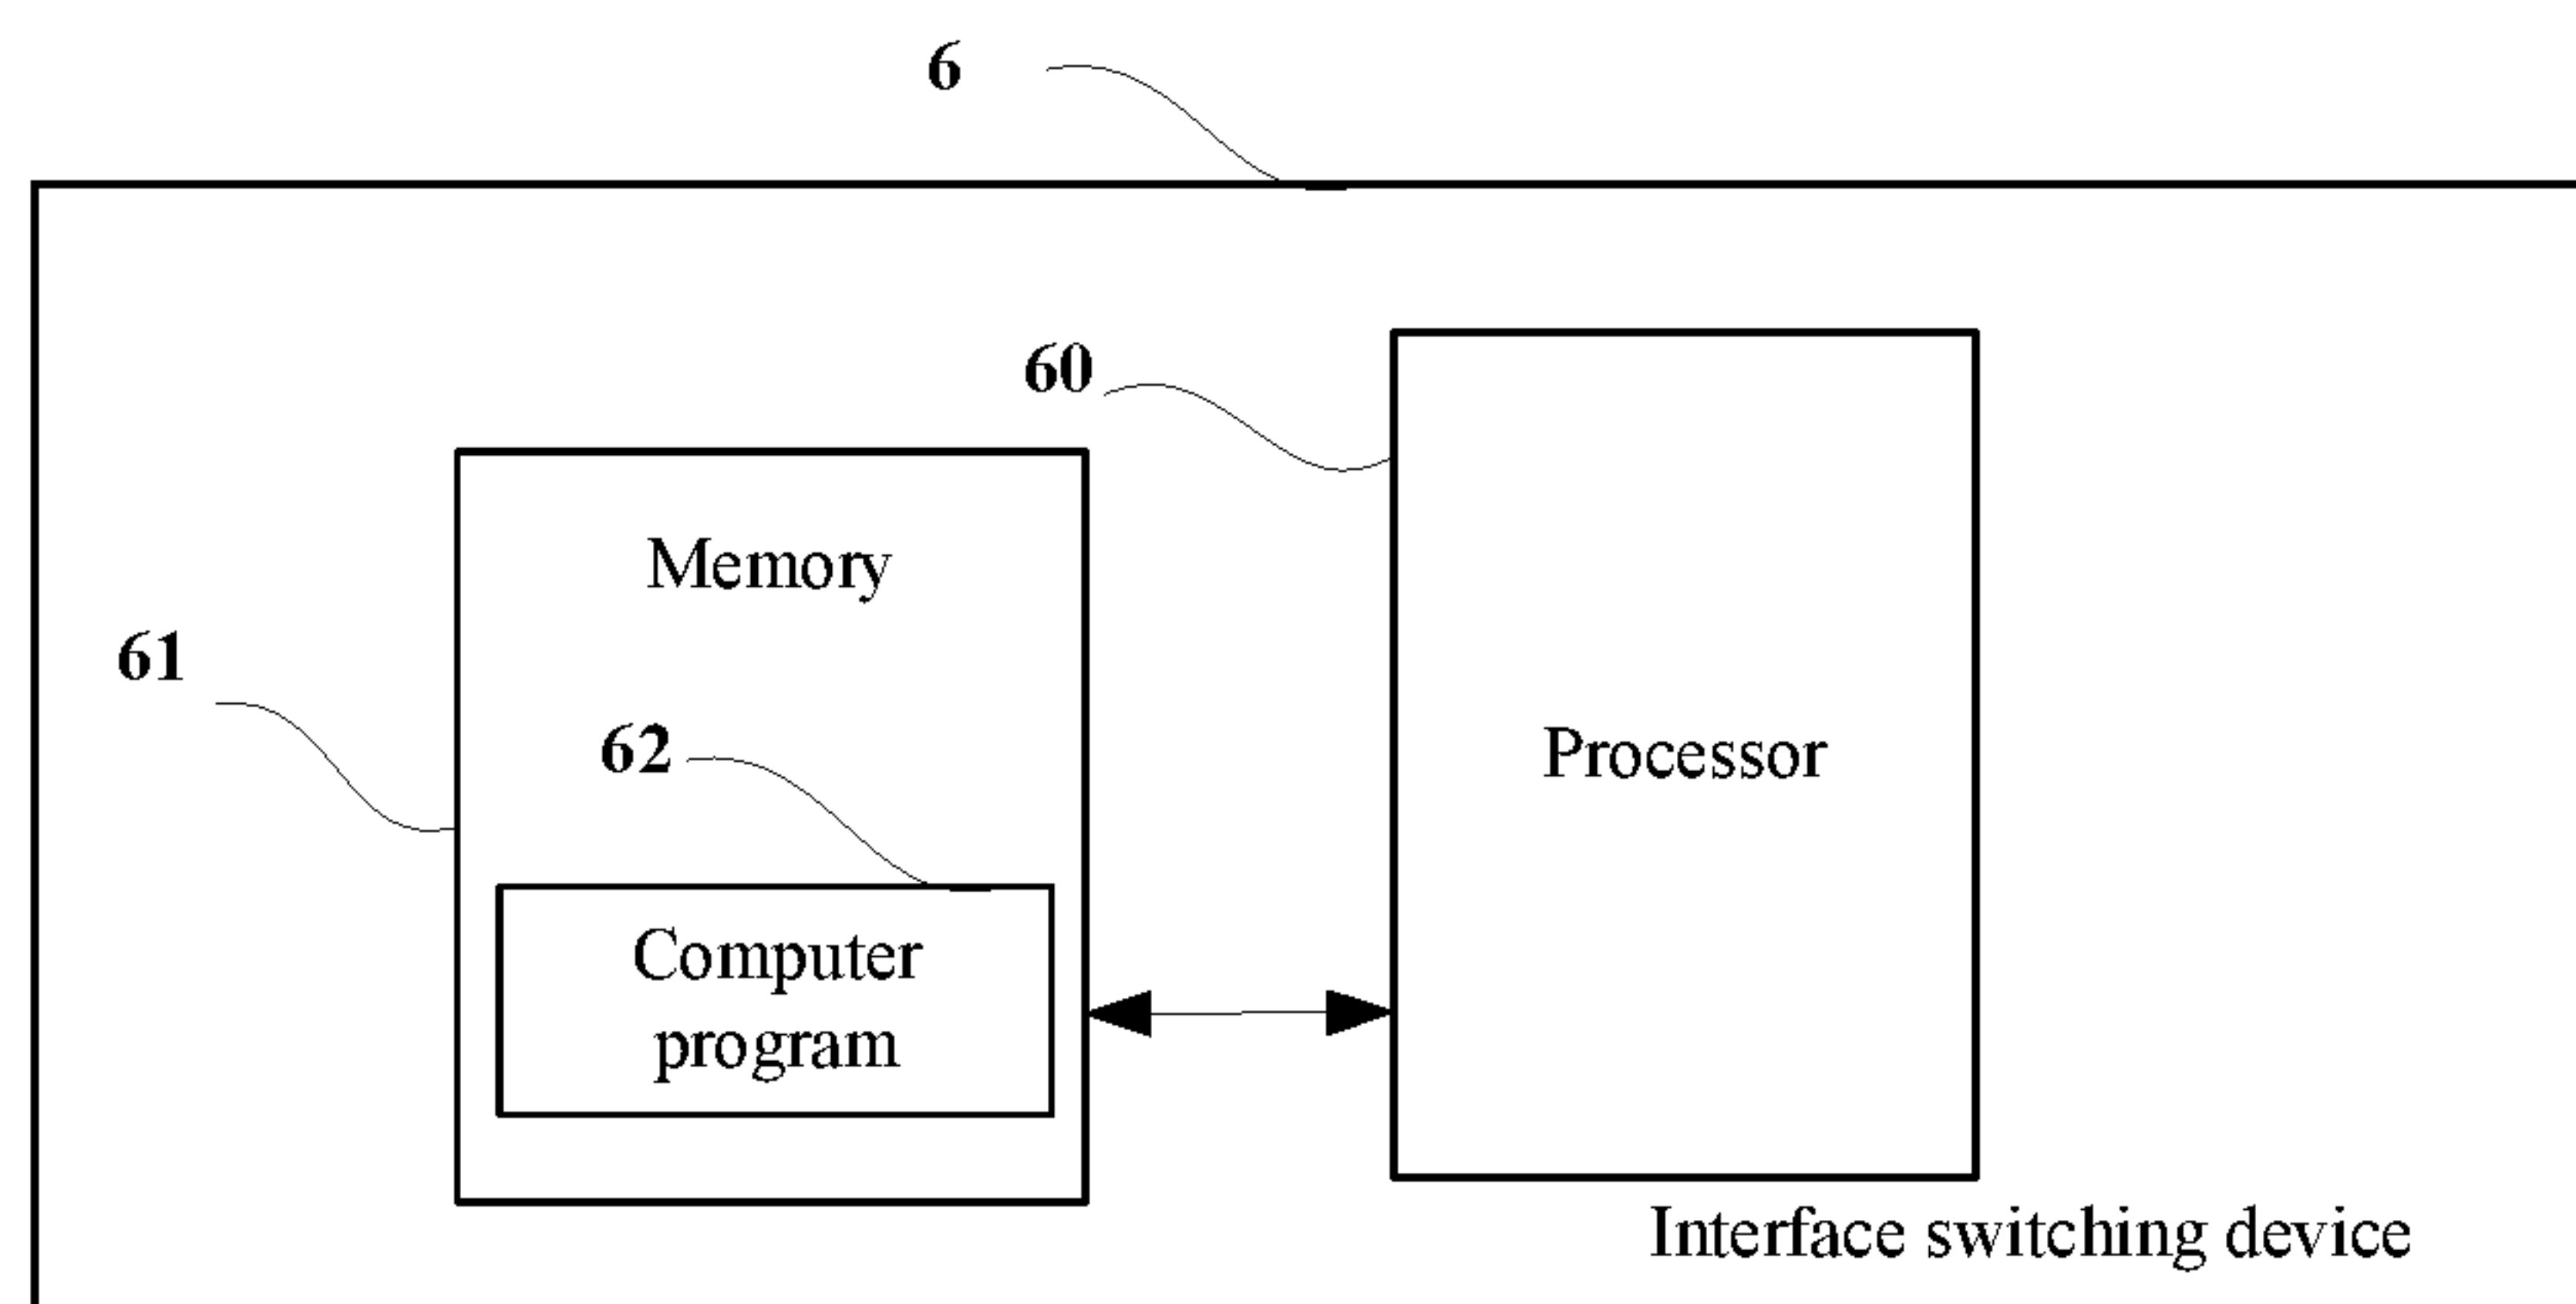 6
60
Memory
61
62
Processor
Computer
program
Interface switching device